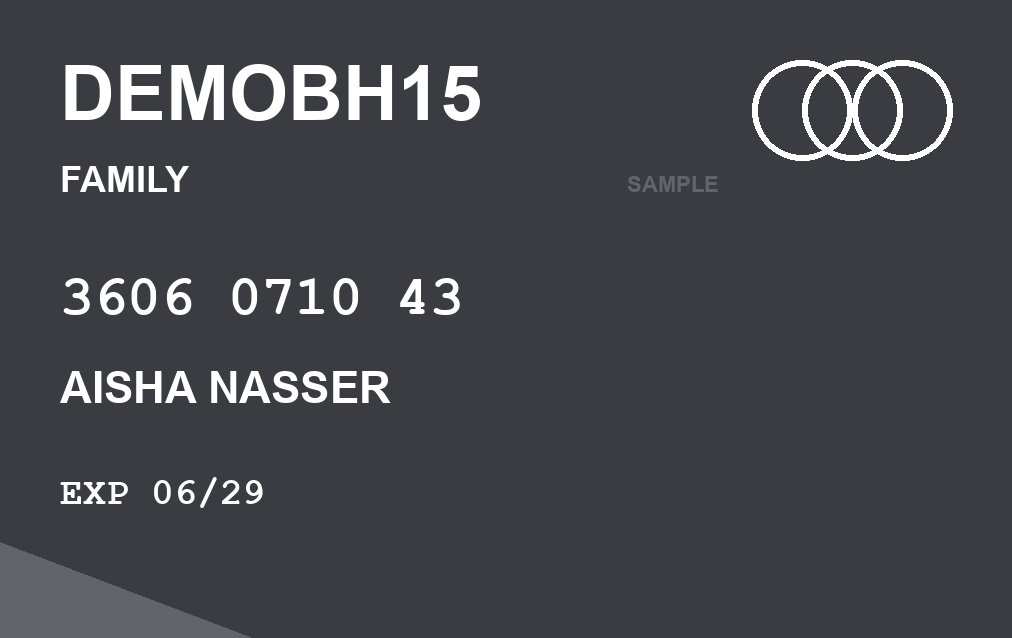 DEMOBH15
FAMILY
SAMPLE
3606 0710 43
AISHA NASSER
EXP 06/29